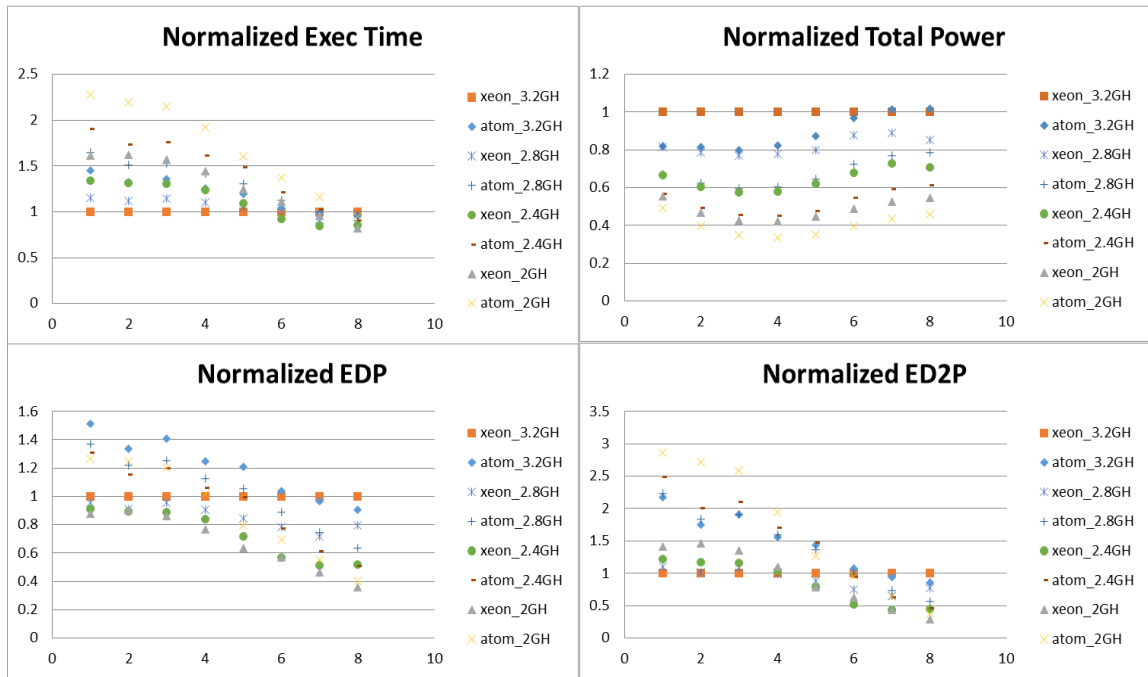 Normalized Exec Time
2.5
2
1.5
1
0.5
0
0 2 4 6 8 10
xeon_3.2GH
atom_3.2GH
xeon_2.8GH
atom_2.8GH
xeon_2.4GH
atom_2.4GH
xeon_2GH
atom_2GH
Normalized Total Power
1.2
1
0.8
0.6
0.4
0.2
0
0 2 4 6 8 10
xeon_3.2GH
atom_3.2GH
xeon_2.8GH
atom_2.8GH
xeon_2.4GH
atom_2.4GH
xeon_2GH
atom_2GH
Normalized EDP
1.6
1.4
1.2
1
0.8
0.6
0.4
0.2
0
0 2 4 6 8 10
xeon_3.2GH
atom_3.2GH
xeon_2.8GH
atom_2.8GH
xeon_2.4GH
atom_2.4GH
xeon_2GH
atom_2GH
Normalized ED2P
3.5
3
2.5
2
1.5
1
0.5
0
0 2 4 6 8 10
xeon_3.2GH
atom_3.2GH
xeon_2.8GH
atom_2.8GH
xeon_2.4GH
atom_2.4GH
xeon_2GH
atom_2GH